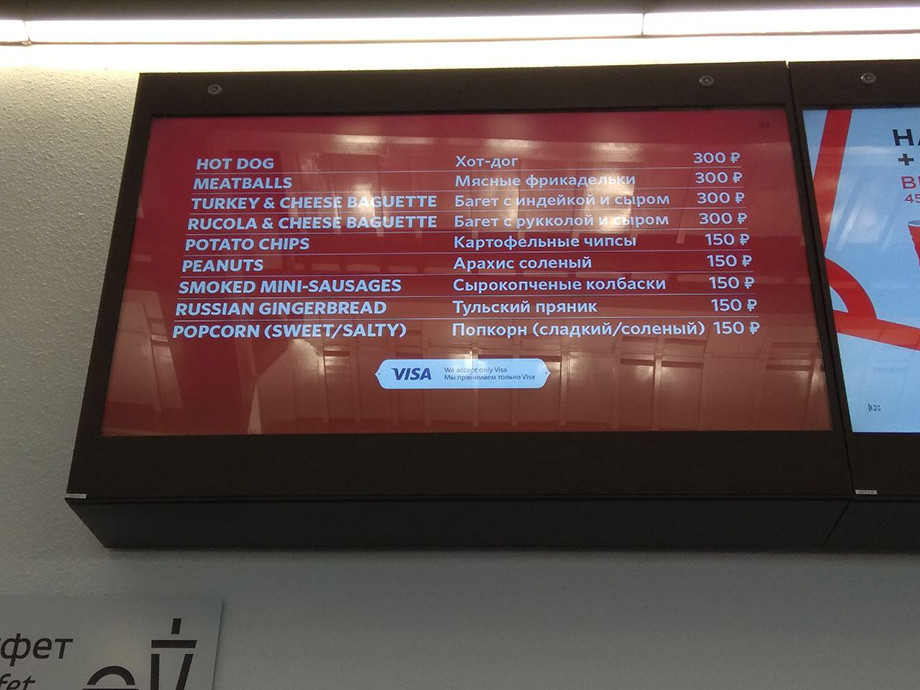 HOT DOG Хот-дог 300 ₽
MEATBALLS Мясные фрикадельки 300 ₽
TURKEY & CHEESE BAGUETTE Багет с индейкой и сыром 300 ₽
RUCOLA & CHEESE BAGUETTE Багет с рукколой и сыром 300 ₽
POTATO CHIPS Картофельные чипсы 150 ₽
PEANUTS Арахис соленый 150 ₽
SMOKED MINI-SAUSAGES Сырокопченые колбаски 150 ₽
RUSSIAN GINGERBREAD Тульский пряник 150 ₽
POPCORN (SWEET/SALTY) Попкорн (сладкий/соленый) 150 ₽
VISA We accept only Visa
Мы принимаем только Visa
+
45